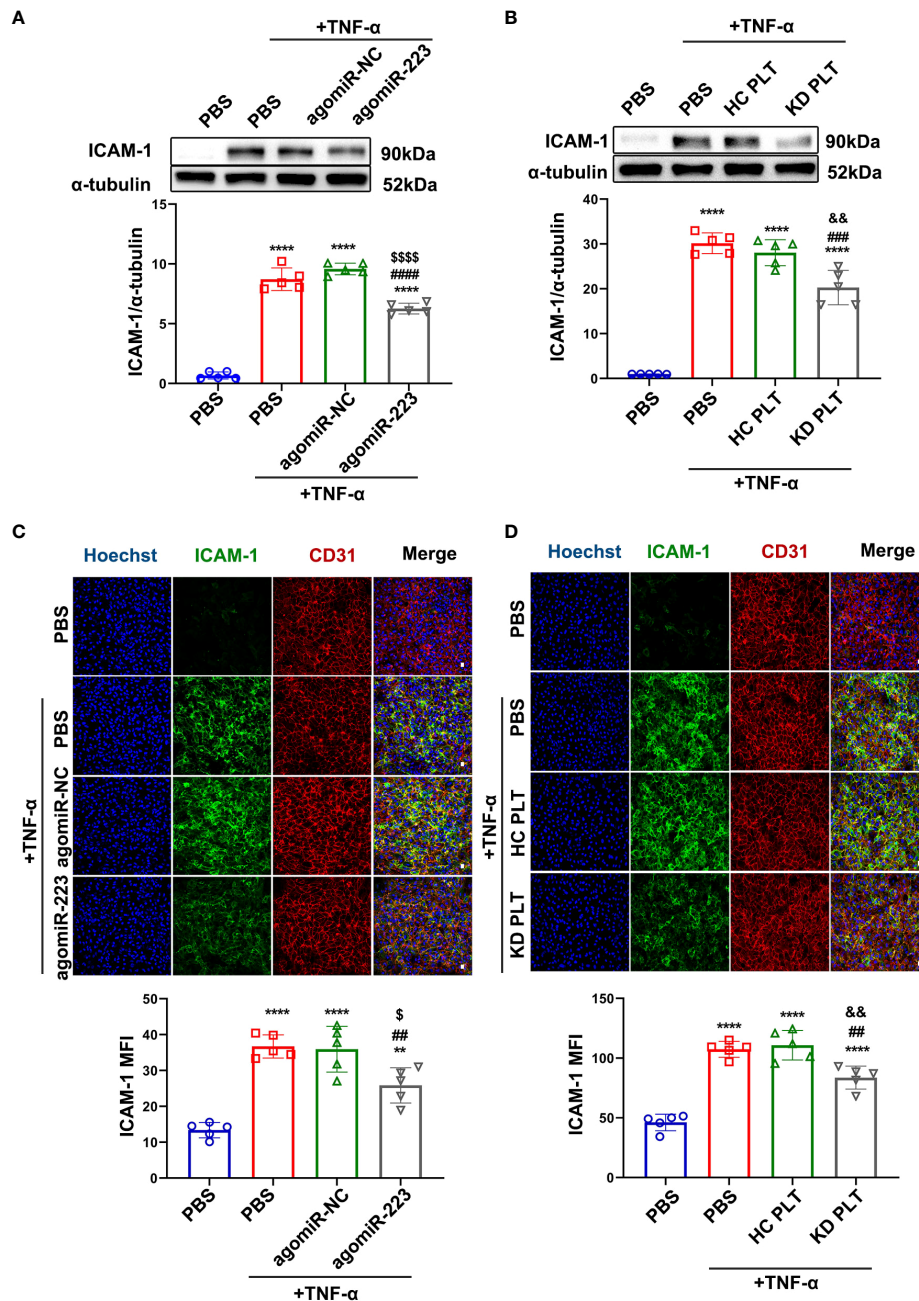 A
+TNF-α
PBS
PBS
agomiR-NC
agomiR-223
ICAM-1
90kDa
α-tubulin
52kDa
ICAM-1/α-tubulin
15
10
5
0
****
****
$$$$
####
****
PBS
PBS
agomiR-NC
agomiR-223
+TNF-α
B
+TNF-α
PBS
PBS
HC PLT
KD PLT
ICAM-1
90kDa
α-tubulin
52kDa
ICAM-1/α-tubulin
40
30
20
10
0
****
****
&&
###
****
PBS
PBS
HC PLT
KD PLT
+TNF-α
C
Hoechst ICAM-1 CD31 Merge
PBS
PBS
agomiR-NC
agomiR-223
+TNF-α
ICAM-1 MFI
50
40
30
20
10
0
****
****
$
##
**
PBS
PBS
agomiR-NC
agomiR-223
+TNF-α
D
Hoechst ICAM-1 CD31 Merge
PBS
PBS
HC PLT
KD PLT
+TNF-α
ICAM-1 MFI
150
100
50
0
****
****
&&
##
****
PBS
PBS
HC PLT
KD PLT
+TNF-α